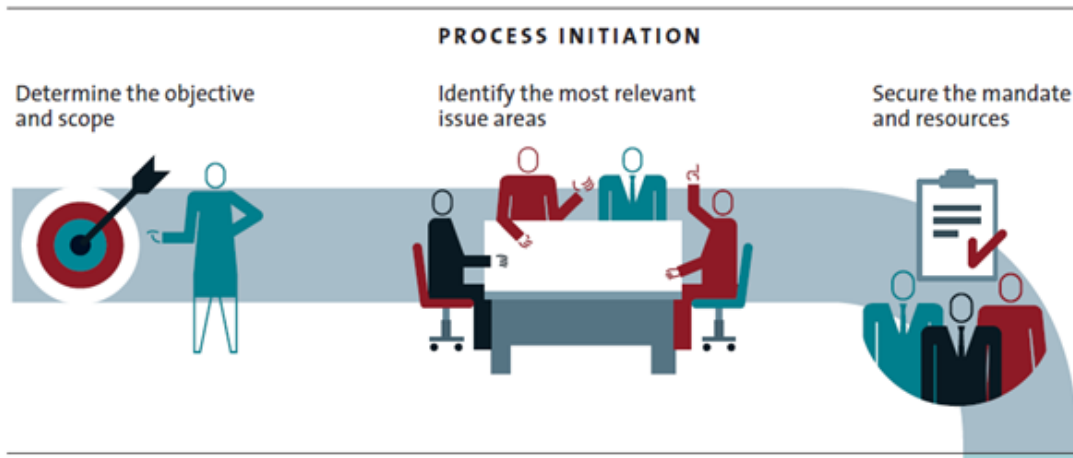 PROCESS INITIATION
Determine the objective
and scope
Identify the most relevant
issue areas
Secure the mandate
and resources